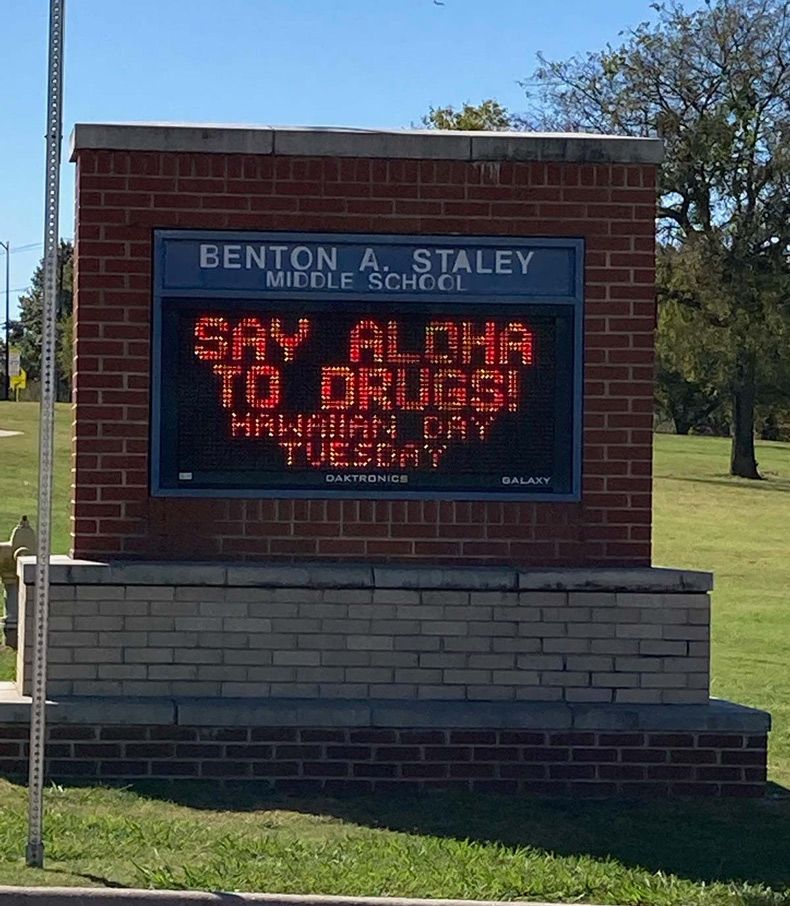 BENTON A. STALEY
MIDDLE SCHOOL
SAY ALOHA
TO DRUGS!
HAWAIIAN DAY
TUESDAY
DAKTRONICS
GALAXY